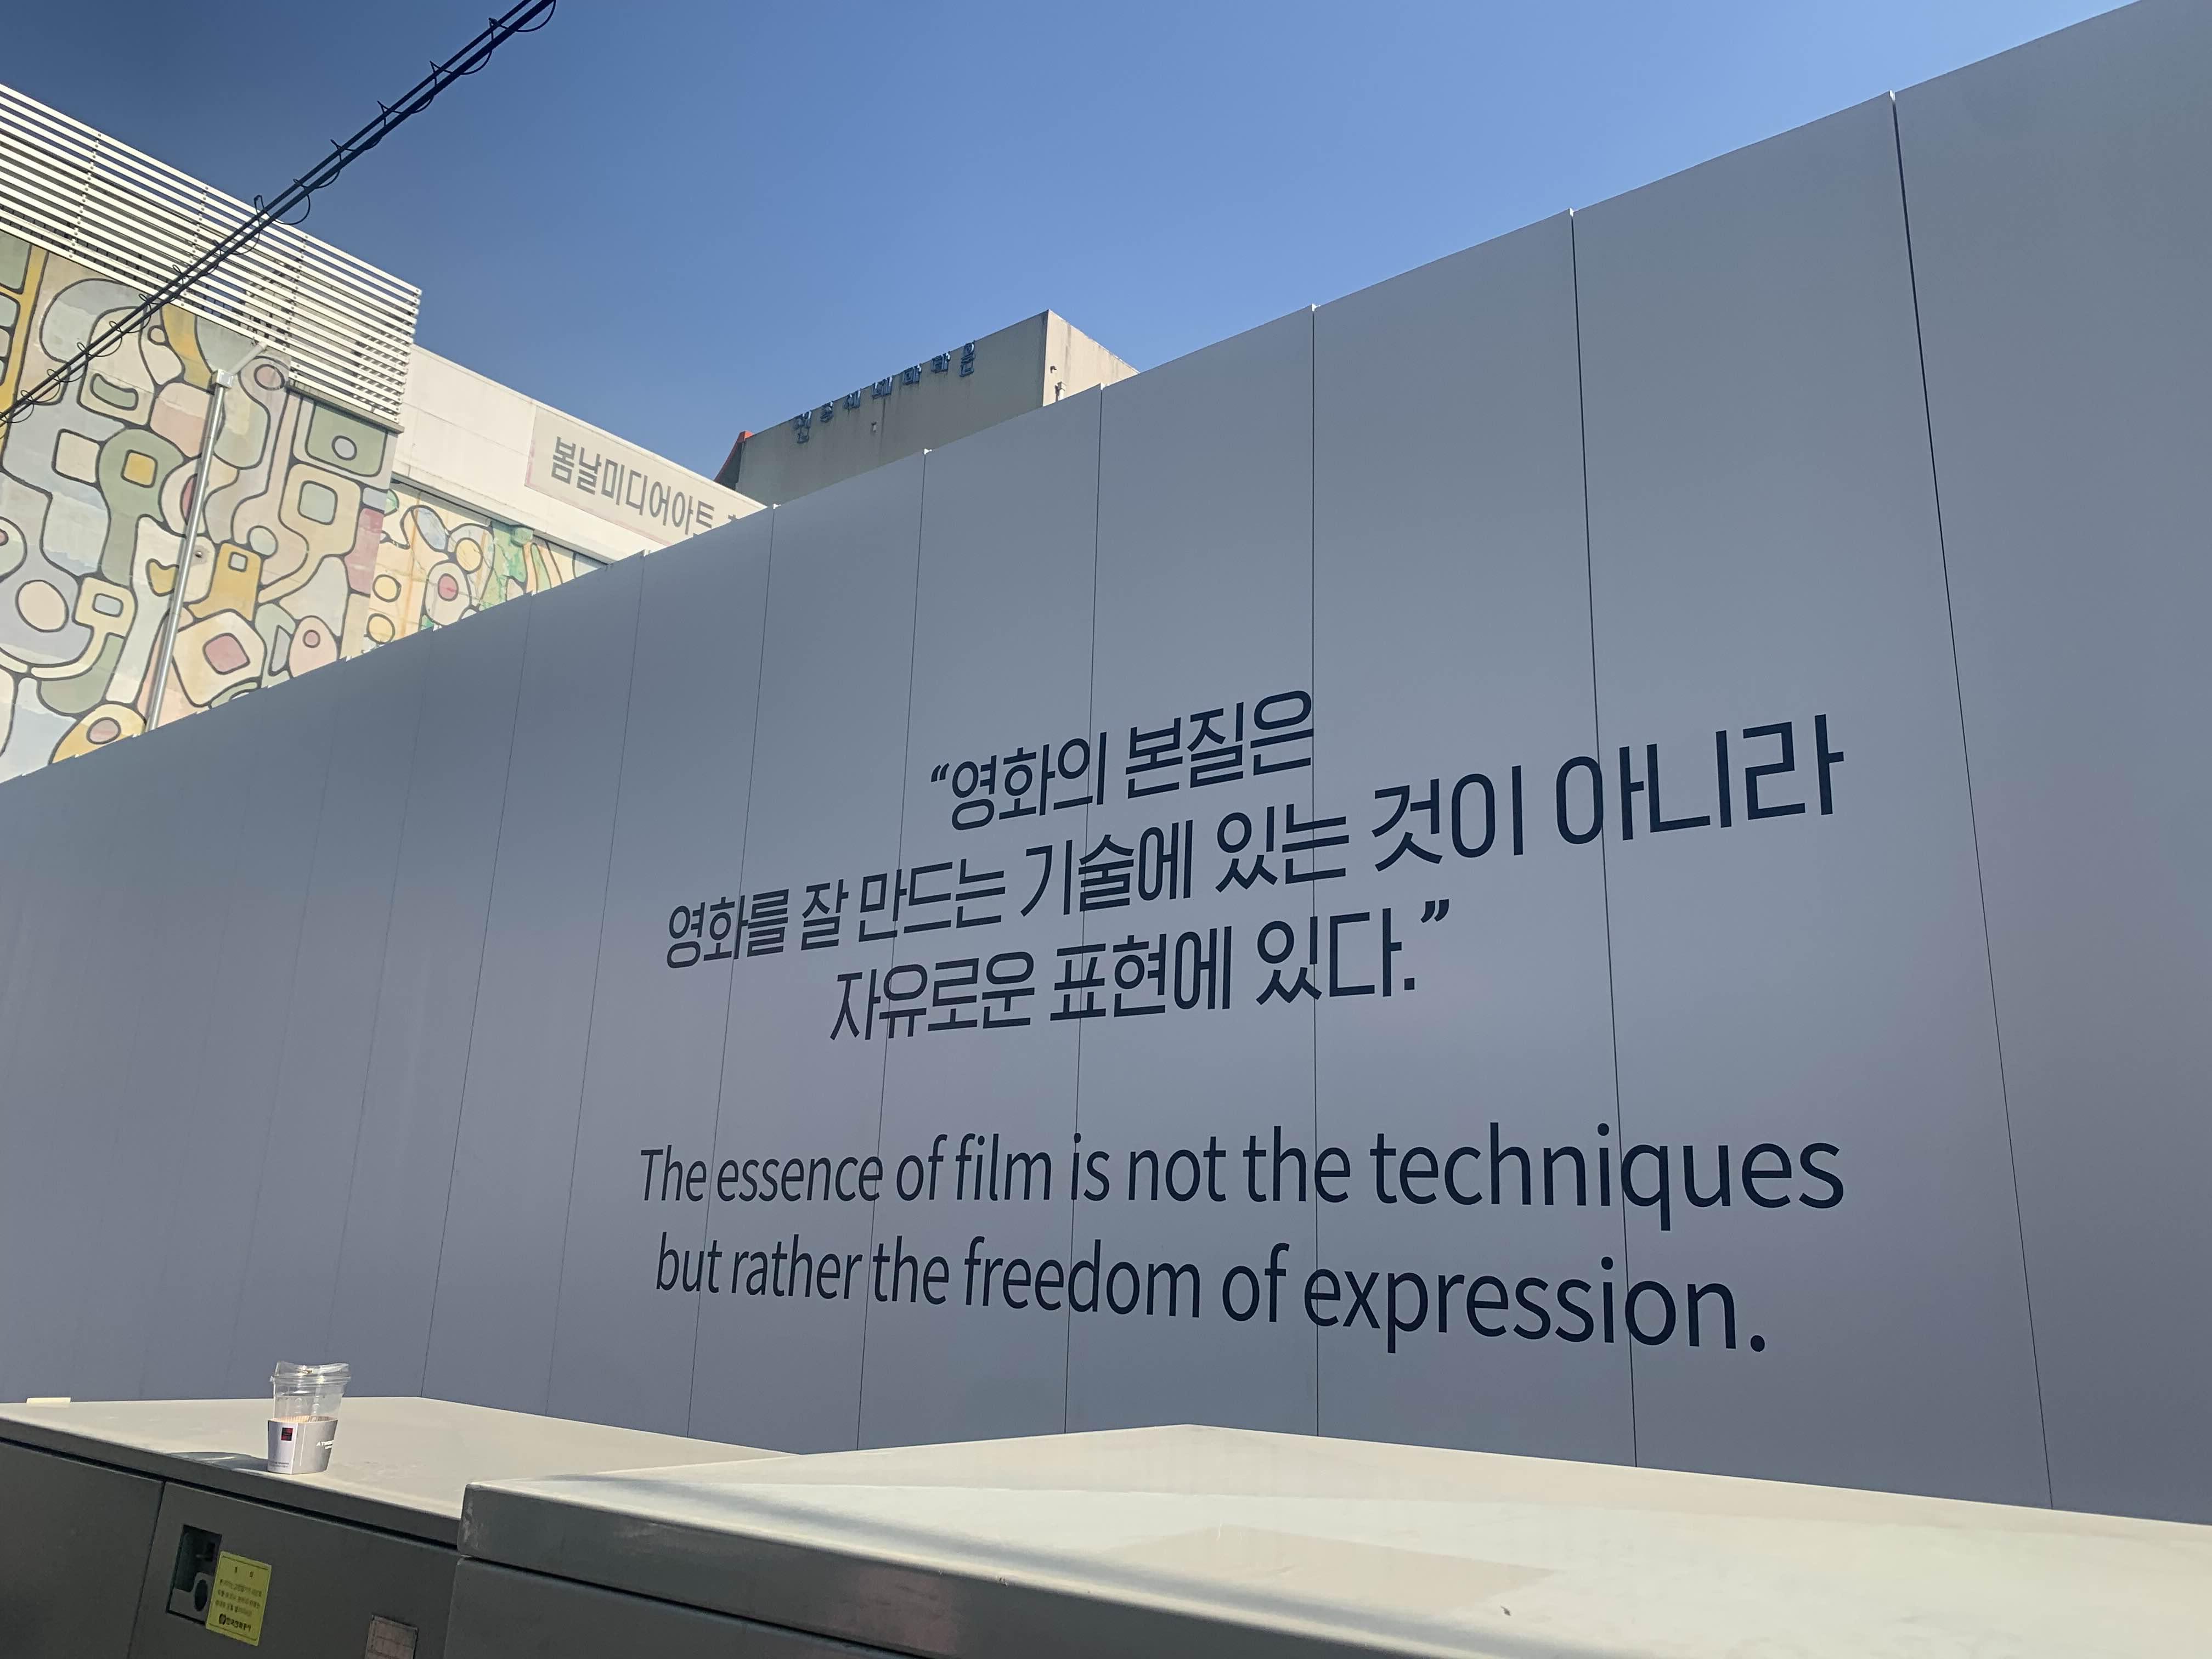 봄날미디어아트
“영화의 본질은
영화를 잘 만드는 기술에 있는 것이 아니라
자유로운 표현에 있다.”
The essence of film is not the techniques
but rather the freedom of expression.